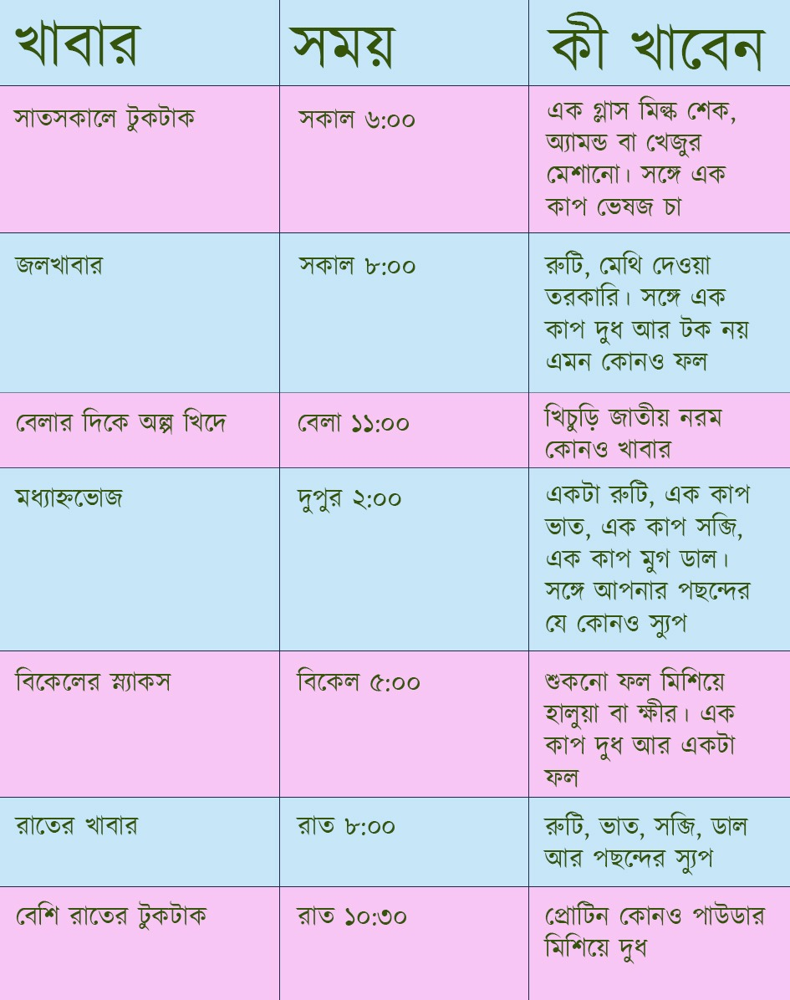 খাবার সময় কী খাবেন
সাতসকালে টুকটাক সকাল ৬:০০ এক গ্লাস মিল্ক শেক,
অ্যামন্ড বা খেজুর
মেশানো। সঙ্গে এক
কাপ ভেষজ চা
জলখাবার সকাল ৮:০০ রুটি, মেথি দেওয়া
তরকারি। সঙ্গে এক
কাপ দুধ আর টক নয়
এমন কোনও ফল
বেলার দিকে অল্প খিদে বেলা ১১:০০ খিচুড়ি জাতীয় নরম
কোনও খাবার
মধ্যাহ্নভোজ দুপুর ২:০০ একটা রুটি, এক কাপ
ভাত, এক কাপ সব্জি,
এক কাপ মুগ ডাল।
সঙ্গে আপনার পছন্দের
যে কোনও স্যুপ
বিকেলের স্ন্যাকস বিকেল ৫:০০ শুকনো ফল মিশিয়ে
হালুয়া বা ক্ষীর। এক
কাপ দুধ আর একটা
ফল
রাতের খাবার রাত ৮:০০ রুটি, ভাত, সব্জি, ডাল
আর পছন্দের স্যুপ
বেশি রাতের টুকটাক রাত ১০:৩০ প্রোটিন কোনও পাউডার
মিশিয়ে দুধ